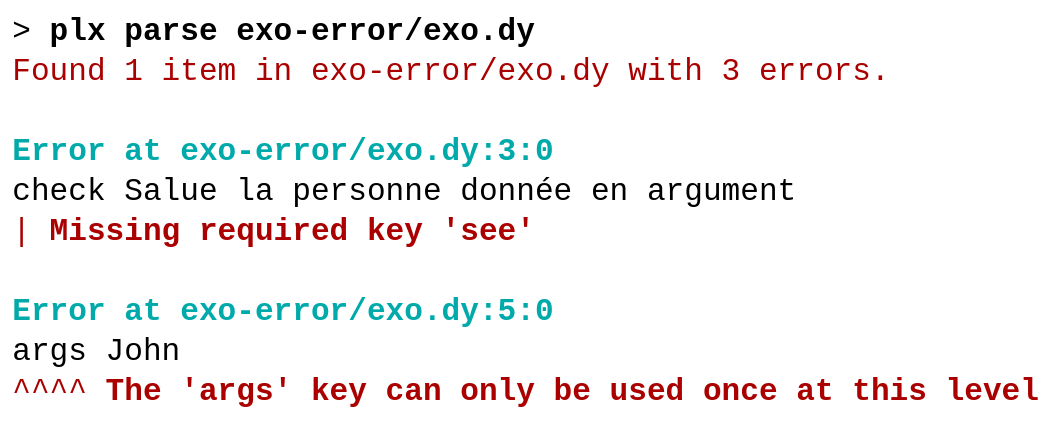 > plx parse exo-error/exo.dy
Found 1 item in exo-error/exo.dy with 3 errors.
Error at exo-error/exo.dy:3:0
check Salue la personne donnée en argument
| Missing required key 'see'
Error at exo-error/exo.dy:5:0
args John
^^^^ The 'args' key can only be used once at this level